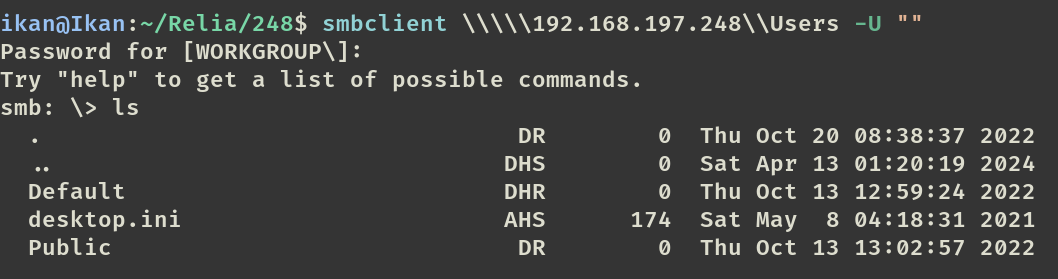 ikan@Ikan:~/Relia/248$ smbclient \\\\\192.168.197.248\\Users -U ""
Password for [WORKGROUP\]:
Try "help" to get a list of possible commands.
smb: \> ls
  .                                  DR        0  Thu Oct 20 08:38:37 2022
  ..                                DHS        0  Sat Apr 13 01:20:19 2024
  Default                           DHR        0  Thu Oct 13 12:59:24 2022
  desktop.ini                       AHS      174  Sat May  8 04:18:31 2021
  Public                             DR        0  Thu Oct 13 13:02:57 2022